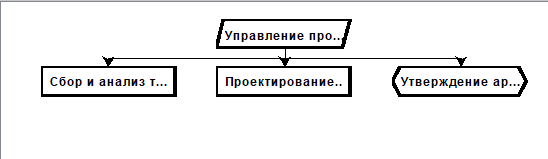 Управление про...
Сбор и анализ т...
Проектирование..
Утверждение ар...